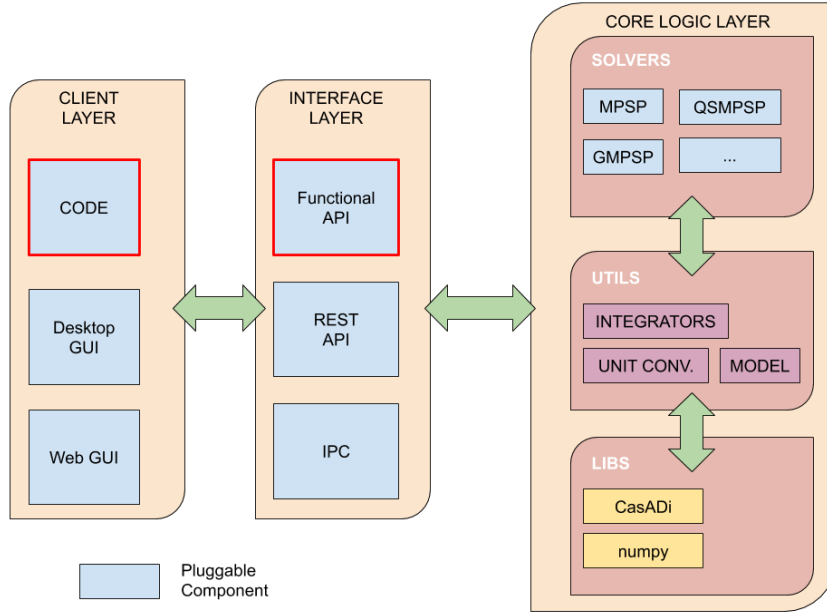 CLIENT
LAYER
CODE
Desktop
GUI
Web GUI
INTERFACE
LAYER
Functional
API
REST
API
IPC
CORE LOGIC LAYER
SOLVERS
MPSP
QSMPSP
GMPSP
...
UTILS
INTEGRATORS
UNIT CONV.
MODEL
LIBS
CasADi
numpy
Pluggable
Component